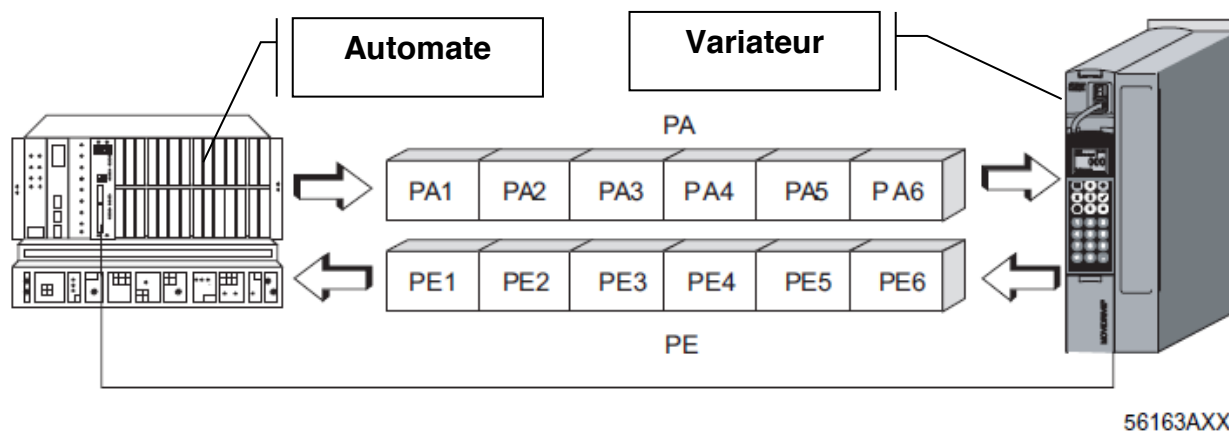 Automate
Variateur
PA
PA1 PA2 PA3 PA4 PA5 PA6
PE1 PE2 PE3 PE4 PE5 PE6
PE
56163AXX